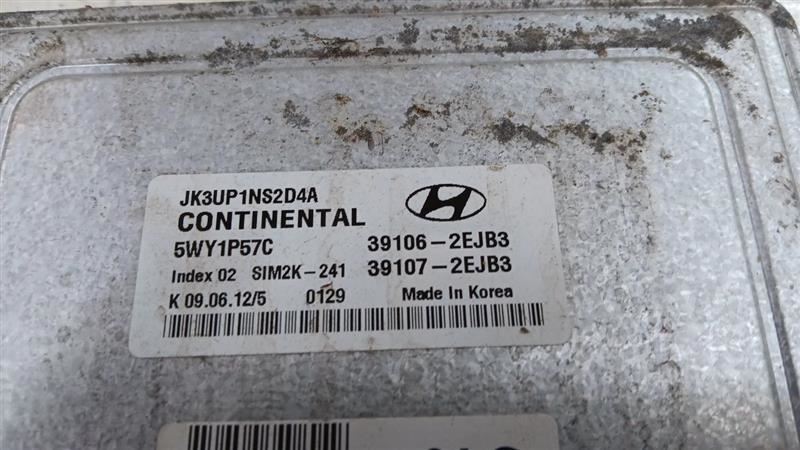 JK3UP1NS2D4A
CONTINENTAL
5WY1P57C 39106-2EJB3
Index 02 SIM2K-241 39107-2EJB3
K 09.06.12/5 0129 Made In Korea